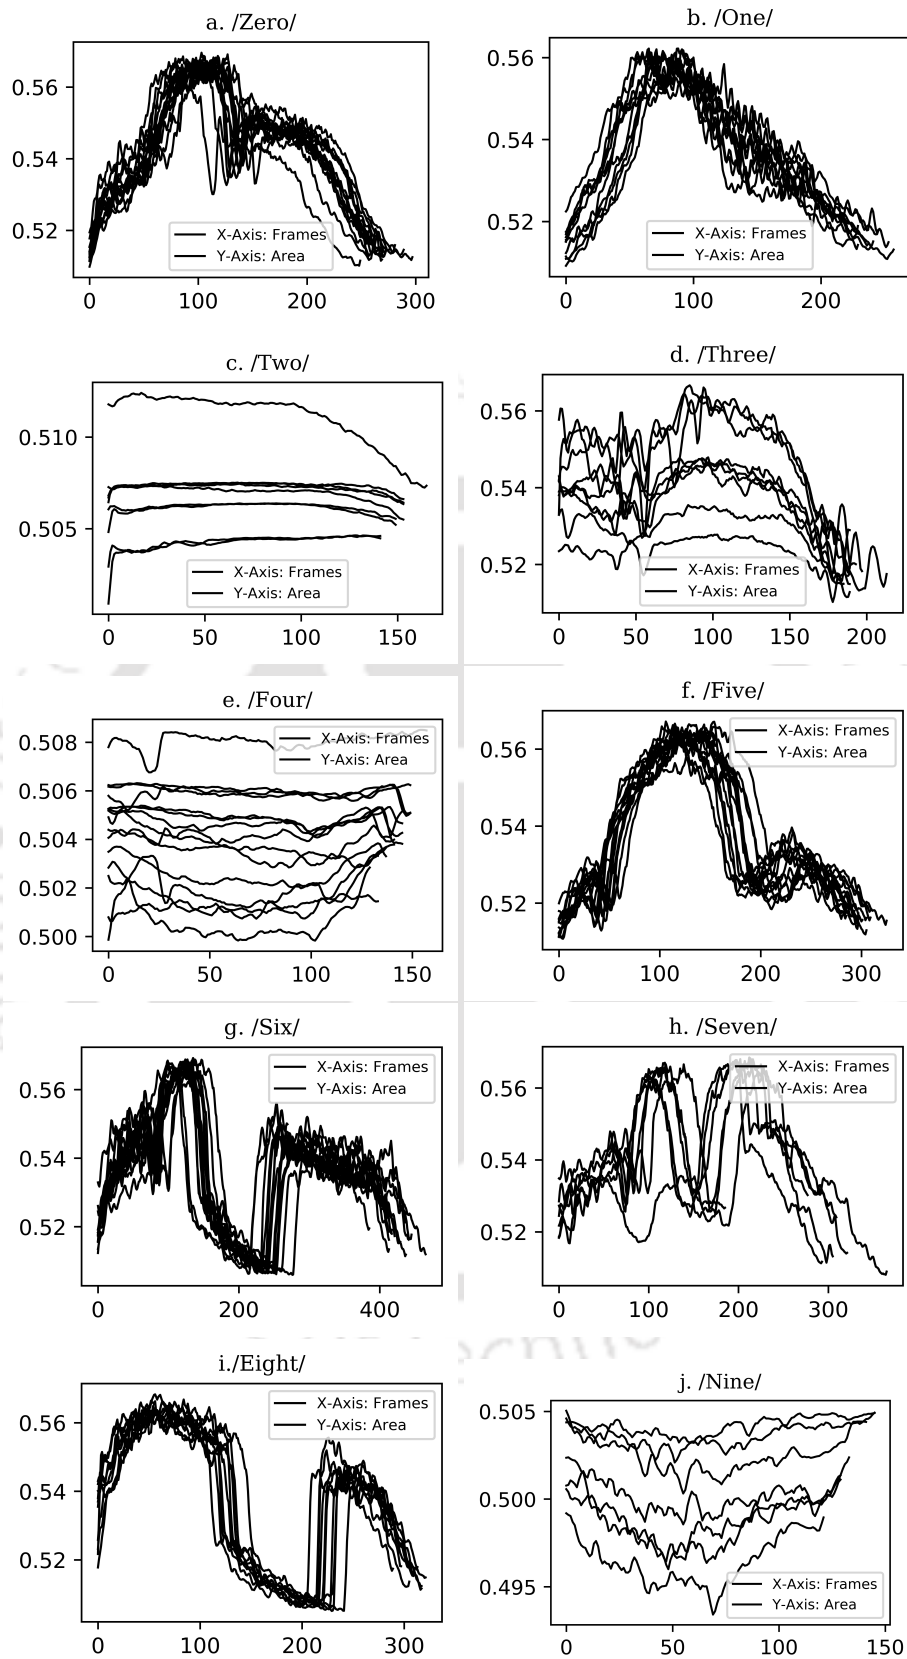 a. /Zero/
0.56
0.54
0.52
X-Axis: Frames
Y-Axis: Area
0 100 200 300
b. /One/
0.56
0.54
0.52
X-Axis: Frames
Y-Axis: Area
0 100 200
c. /Two/
0.510
0.505
X-Axis: Frames
Y-Axis: Area
0 50 100 150
d. /Three/
0.56
0.54
0.52
X-Axis: Frames
Y-Axis: Area
0 50 100 150 200
e. /Four/
0.508
0.506
0.504
0.502
0.500
X-Axis: Frames
Y-Axis: Area
0 50 100 150
f. /Five/
0.56
0.54
0.52
X-Axis: Frames
Y-Axis: Area
0 100 200 300
g. /Six/
0.56
0.54
0.52
X-Axis: Frames
Y-Axis: Area
0 200 400
h. /Seven/
0.56
0.54
0.52
X-Axis: Frames
Y-Axis: Area
0 100 200 300
i./Eight/
0.56
0.54
0.52
X-Axis: Frames
Y-Axis: Area
0 100 200 300
j. /Nine/
0.505
0.500
0.495
X-Axis: Frames
Y-Axis: Area
0 50 100 150